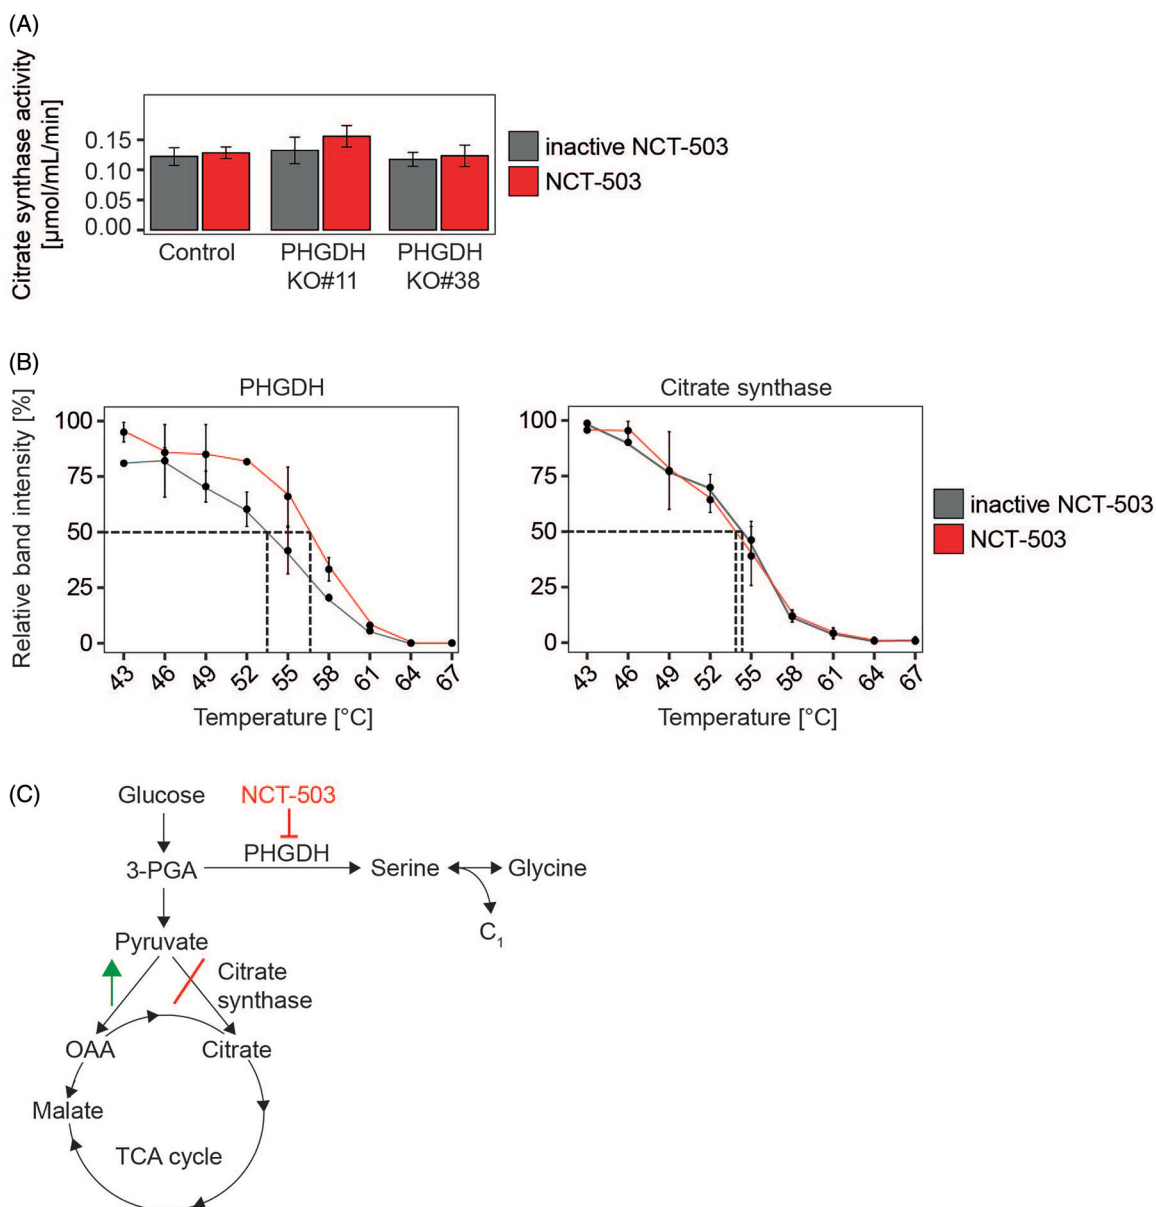 (A)
Citrate synthase activity
[µmol/mL/min]
0.15
0.10
0.05
0.00
Control
PHGDH
KO#11
PHGDH
KO#38
inactive NCT-503
NCT-503
(B)
PHGDH
Relative band intensity [%]
100
75
50
25
0
43 46 49 52 55 58 61 64 67
Temperature [°C]
Citrate synthase
100
75
50
25
0
43 46 49 52 55 58 61 64 67
Temperature [°C]
inactive NCT-503
NCT-503
(C)
Glucose
NCT-503
PHGDH
3-PGA
Serine
Glycine
C₁
Pyruvate
Citrate
synthase
OAA
Citrate
Malate
TCA cycle